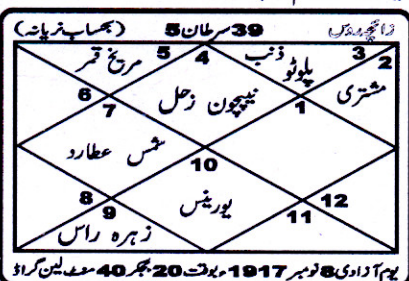 زائچہ روس 39 سرطان 5 (بحساب نریانہ)
3 2
ذنب پلوٹو 4 5 مریخ قمر
مشتری 1 نیپچون زحل 7 6
شمس عطارد
10
12 11 یورینس 9 8
زہرہ راس
یوم آزادی 8 نومبر 1917ء بوقت 20 بجکر 40 منٹ لینن گراڈ